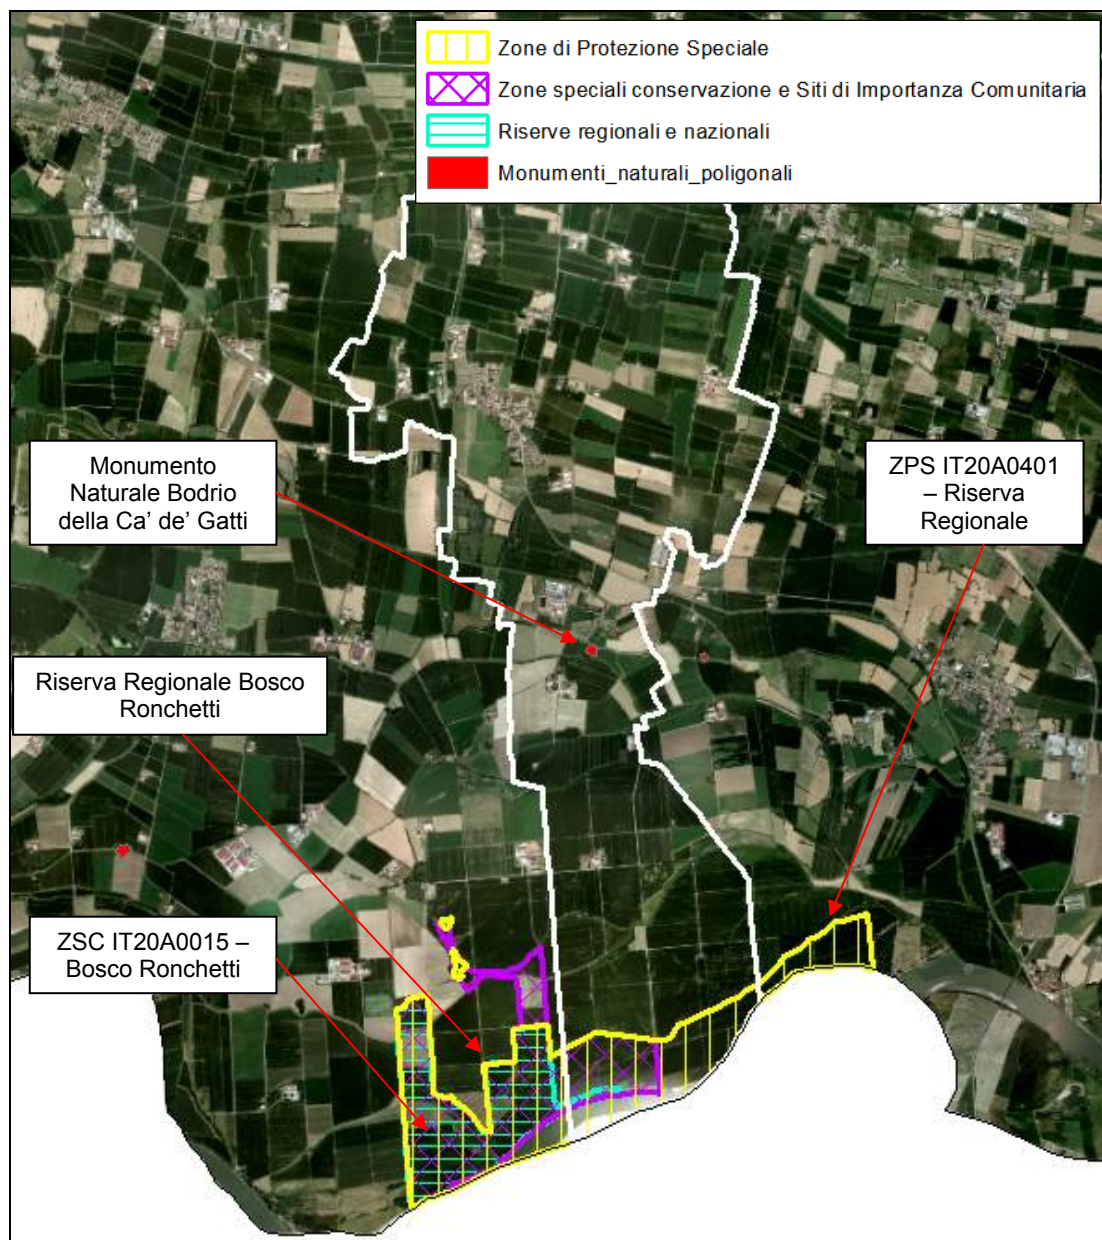 Zone di Protezione Speciale
Zone speciali conservazione e Siti di Importanza Comunitaria
Riserve regionali e nazionali
Monumenti_naturali_poligonali
Monumento
Naturale Bodrio
della Ca' de' Gatti
ZPS IT20A0401
– Riserva
Regionale
Riserva Regionale Bosco
Ronchetti
ZSC IT20A0015 –
Bosco Ronchetti